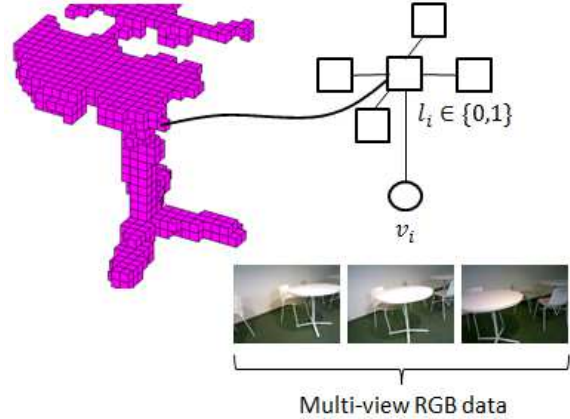 l_i ∈ {0,1}
v_i
Multi-view RGB data